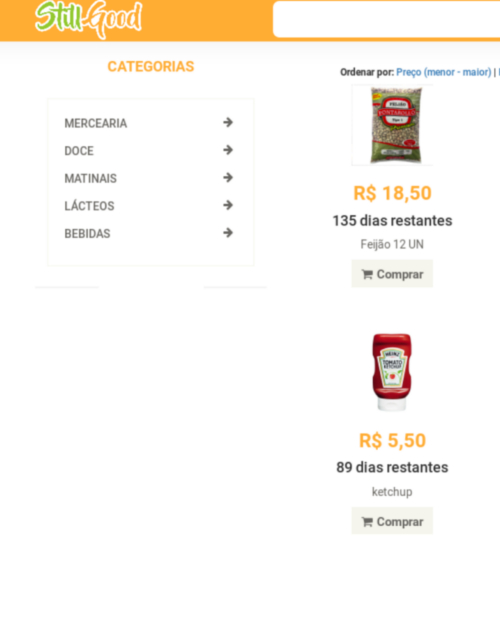 Still-Good
CATEGORIAS
MERCEARIA
DOCE
MATINAIS
LÁCTEOS
BEBIDAS
Ordenar por: Preço (menor - maior) |
R$ 18,50
135 dias restantes
Feijão 12 UN
Comprar
HEINZ
TOMATO
KETCHUP
R$ 5,50
89 dias restantes
ketchup
Comprar